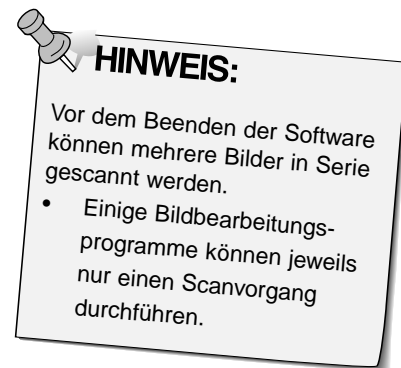 HINWEIS:
Vor dem Beenden der Software
können mehrere Bilder in Serie
gescannt werden.
• Einige Bildbearbeitungs-
programme können jeweils
nur einen Scanvorgang
durchführen.